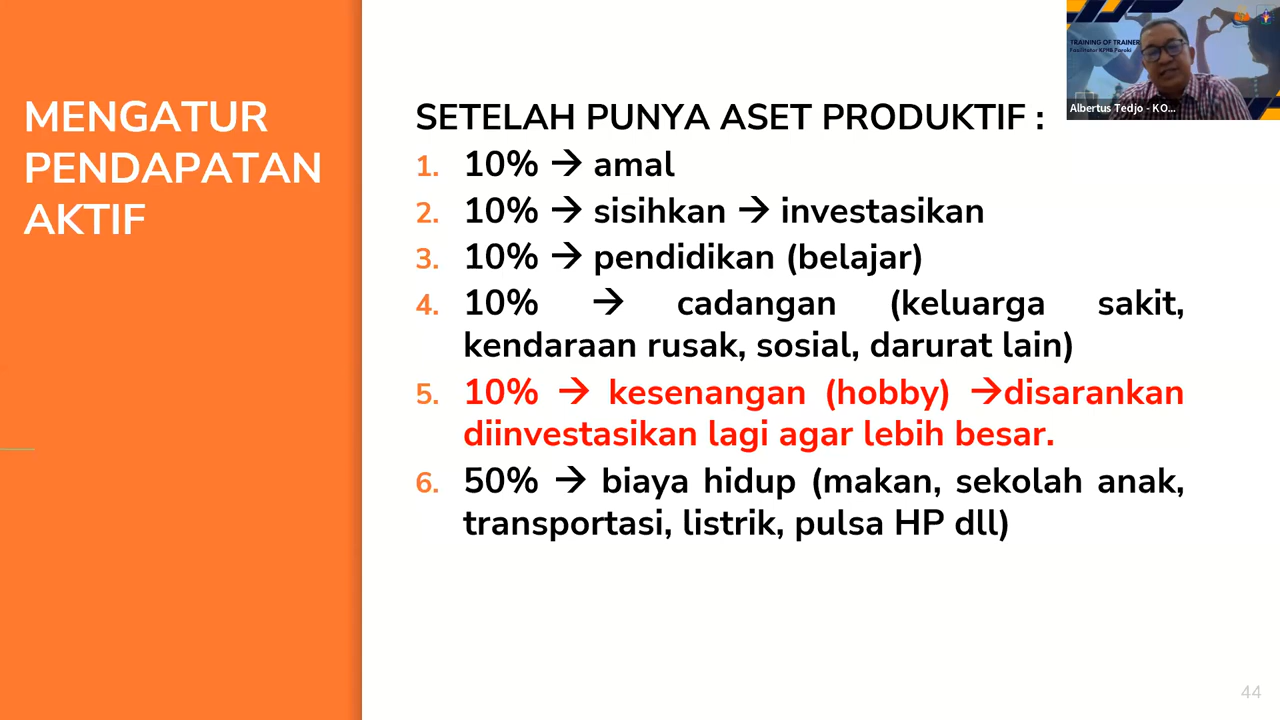 MENGATUR
PENDAPATAN
AKTIF
SETELAH PUNYA ASET PRODUKTIF :
1. 10% → amal
2. 10% → sisihkan → investasikan
3. 10% → pendidikan (belajar)
4. 10% → cadangan (keluarga sakit,
kendaraan rusak, sosial, darurat lain)
5. 10% → kesenangan (hobby) →disarankan
diinvestasikan lagi agar lebih besar.
6. 50% → biaya hidup (makan, sekolah anak,
transportasi, listrik, pulsa HP dll)
TRAINING OF TRAINER
Albertus Tedjo - KO...
44